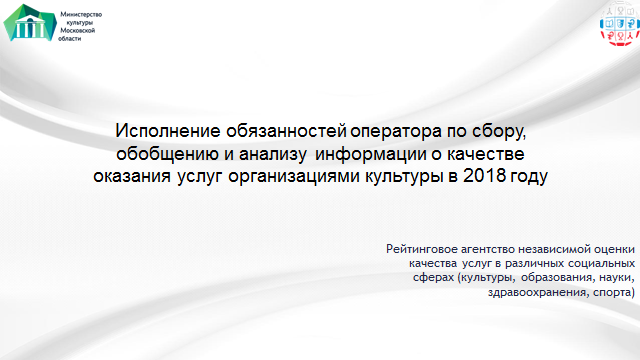 Министерство
культуры
Московской
области
Исполнение обязанностей оператора по сбору,
обобщению и анализу информации о качестве
оказания услуг организациями культуры в 2018 году
Рейтинговое агентство независимой оценки
качества услуг в различных социальных
сферах (культуры, образования, науки,
здравоохранения, спорта)